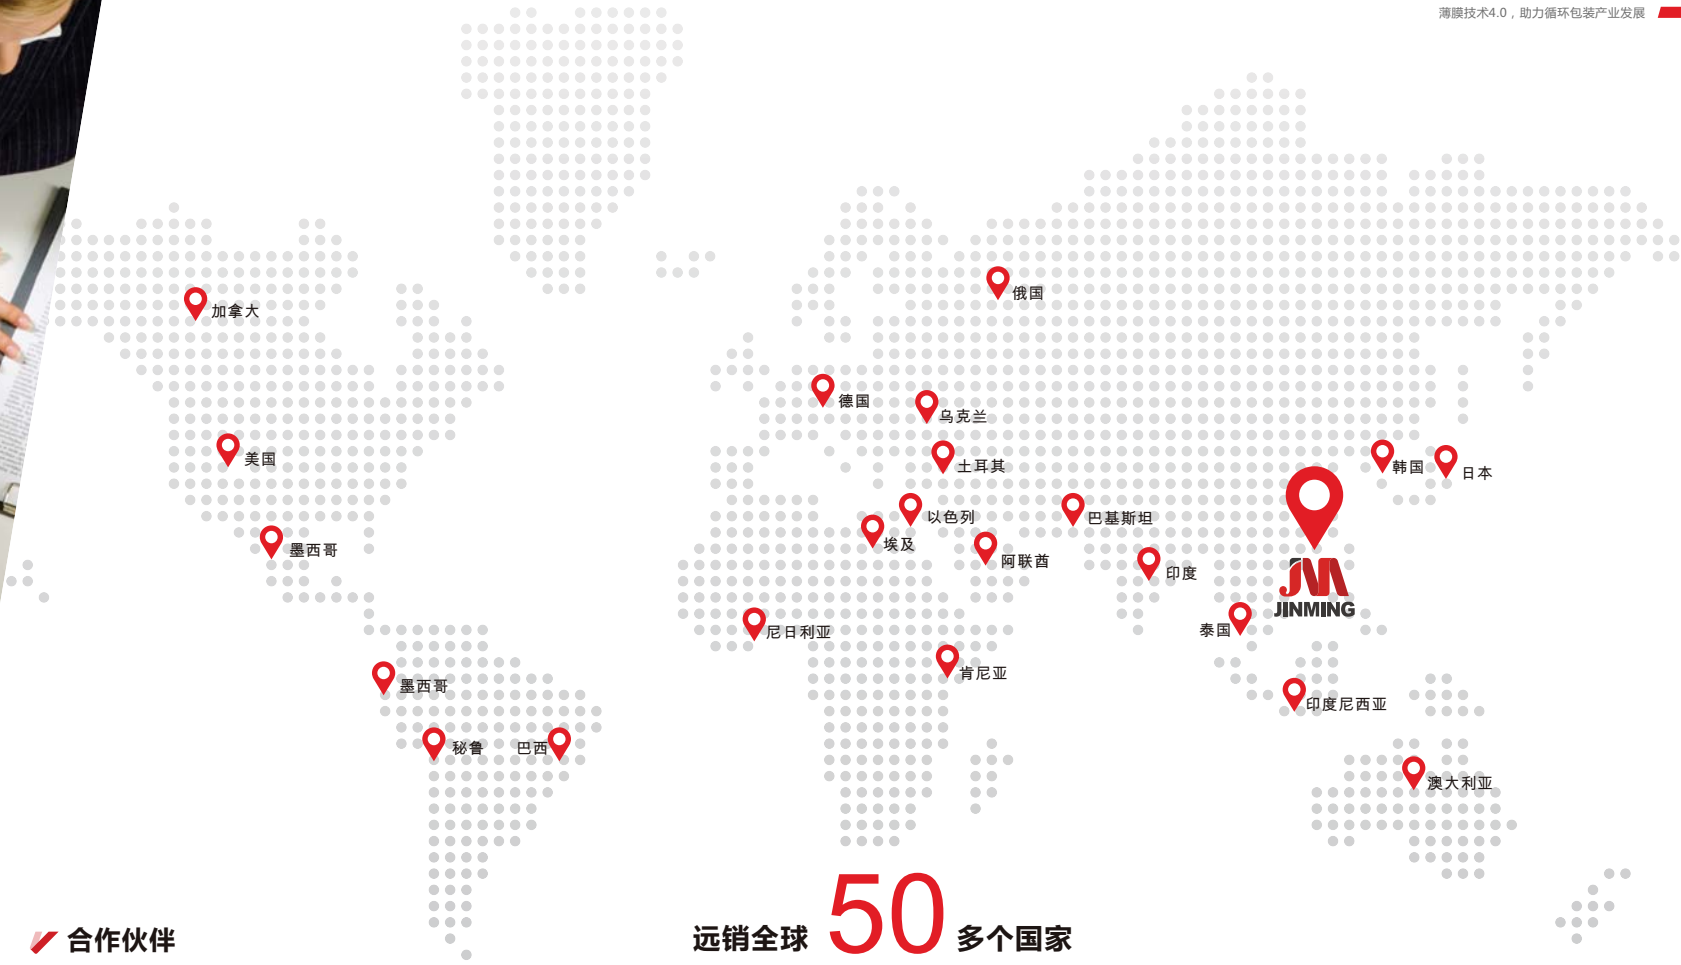 薄膜技术4.0，助力循环包装产业发展
俄国
加拿大
德国
乌克兰
美国
土耳其
韩国
日本
以色列
巴基斯坦
埃及
墨西哥
阿联酋
印度
JM
JINMING
尼日利亚
泰国
肯尼亚
墨西哥
印度尼西亚
秘鲁
巴西
澳大利亚
合作伙伴
远销全球50多个国家